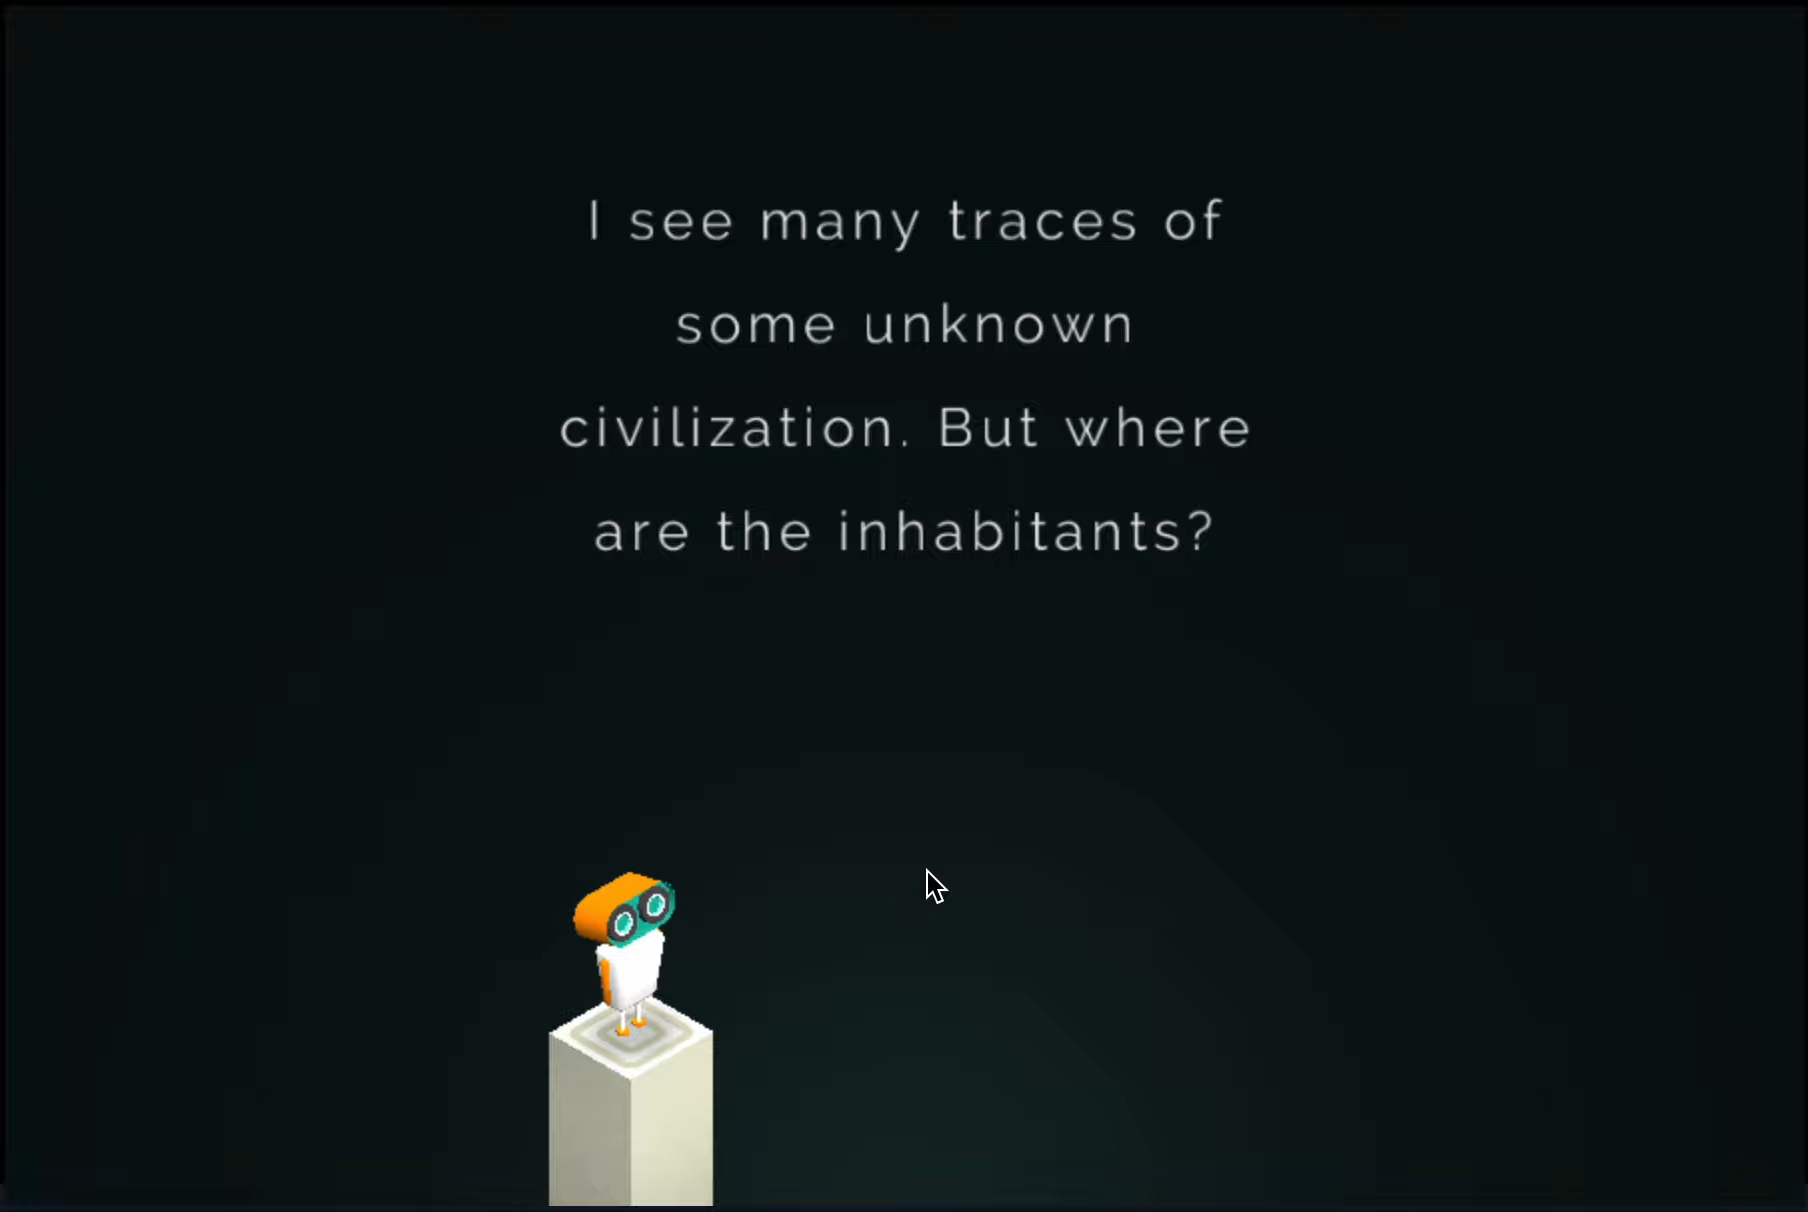 I see many traces of
some unknown
civilization. But where
are the inhabitants?